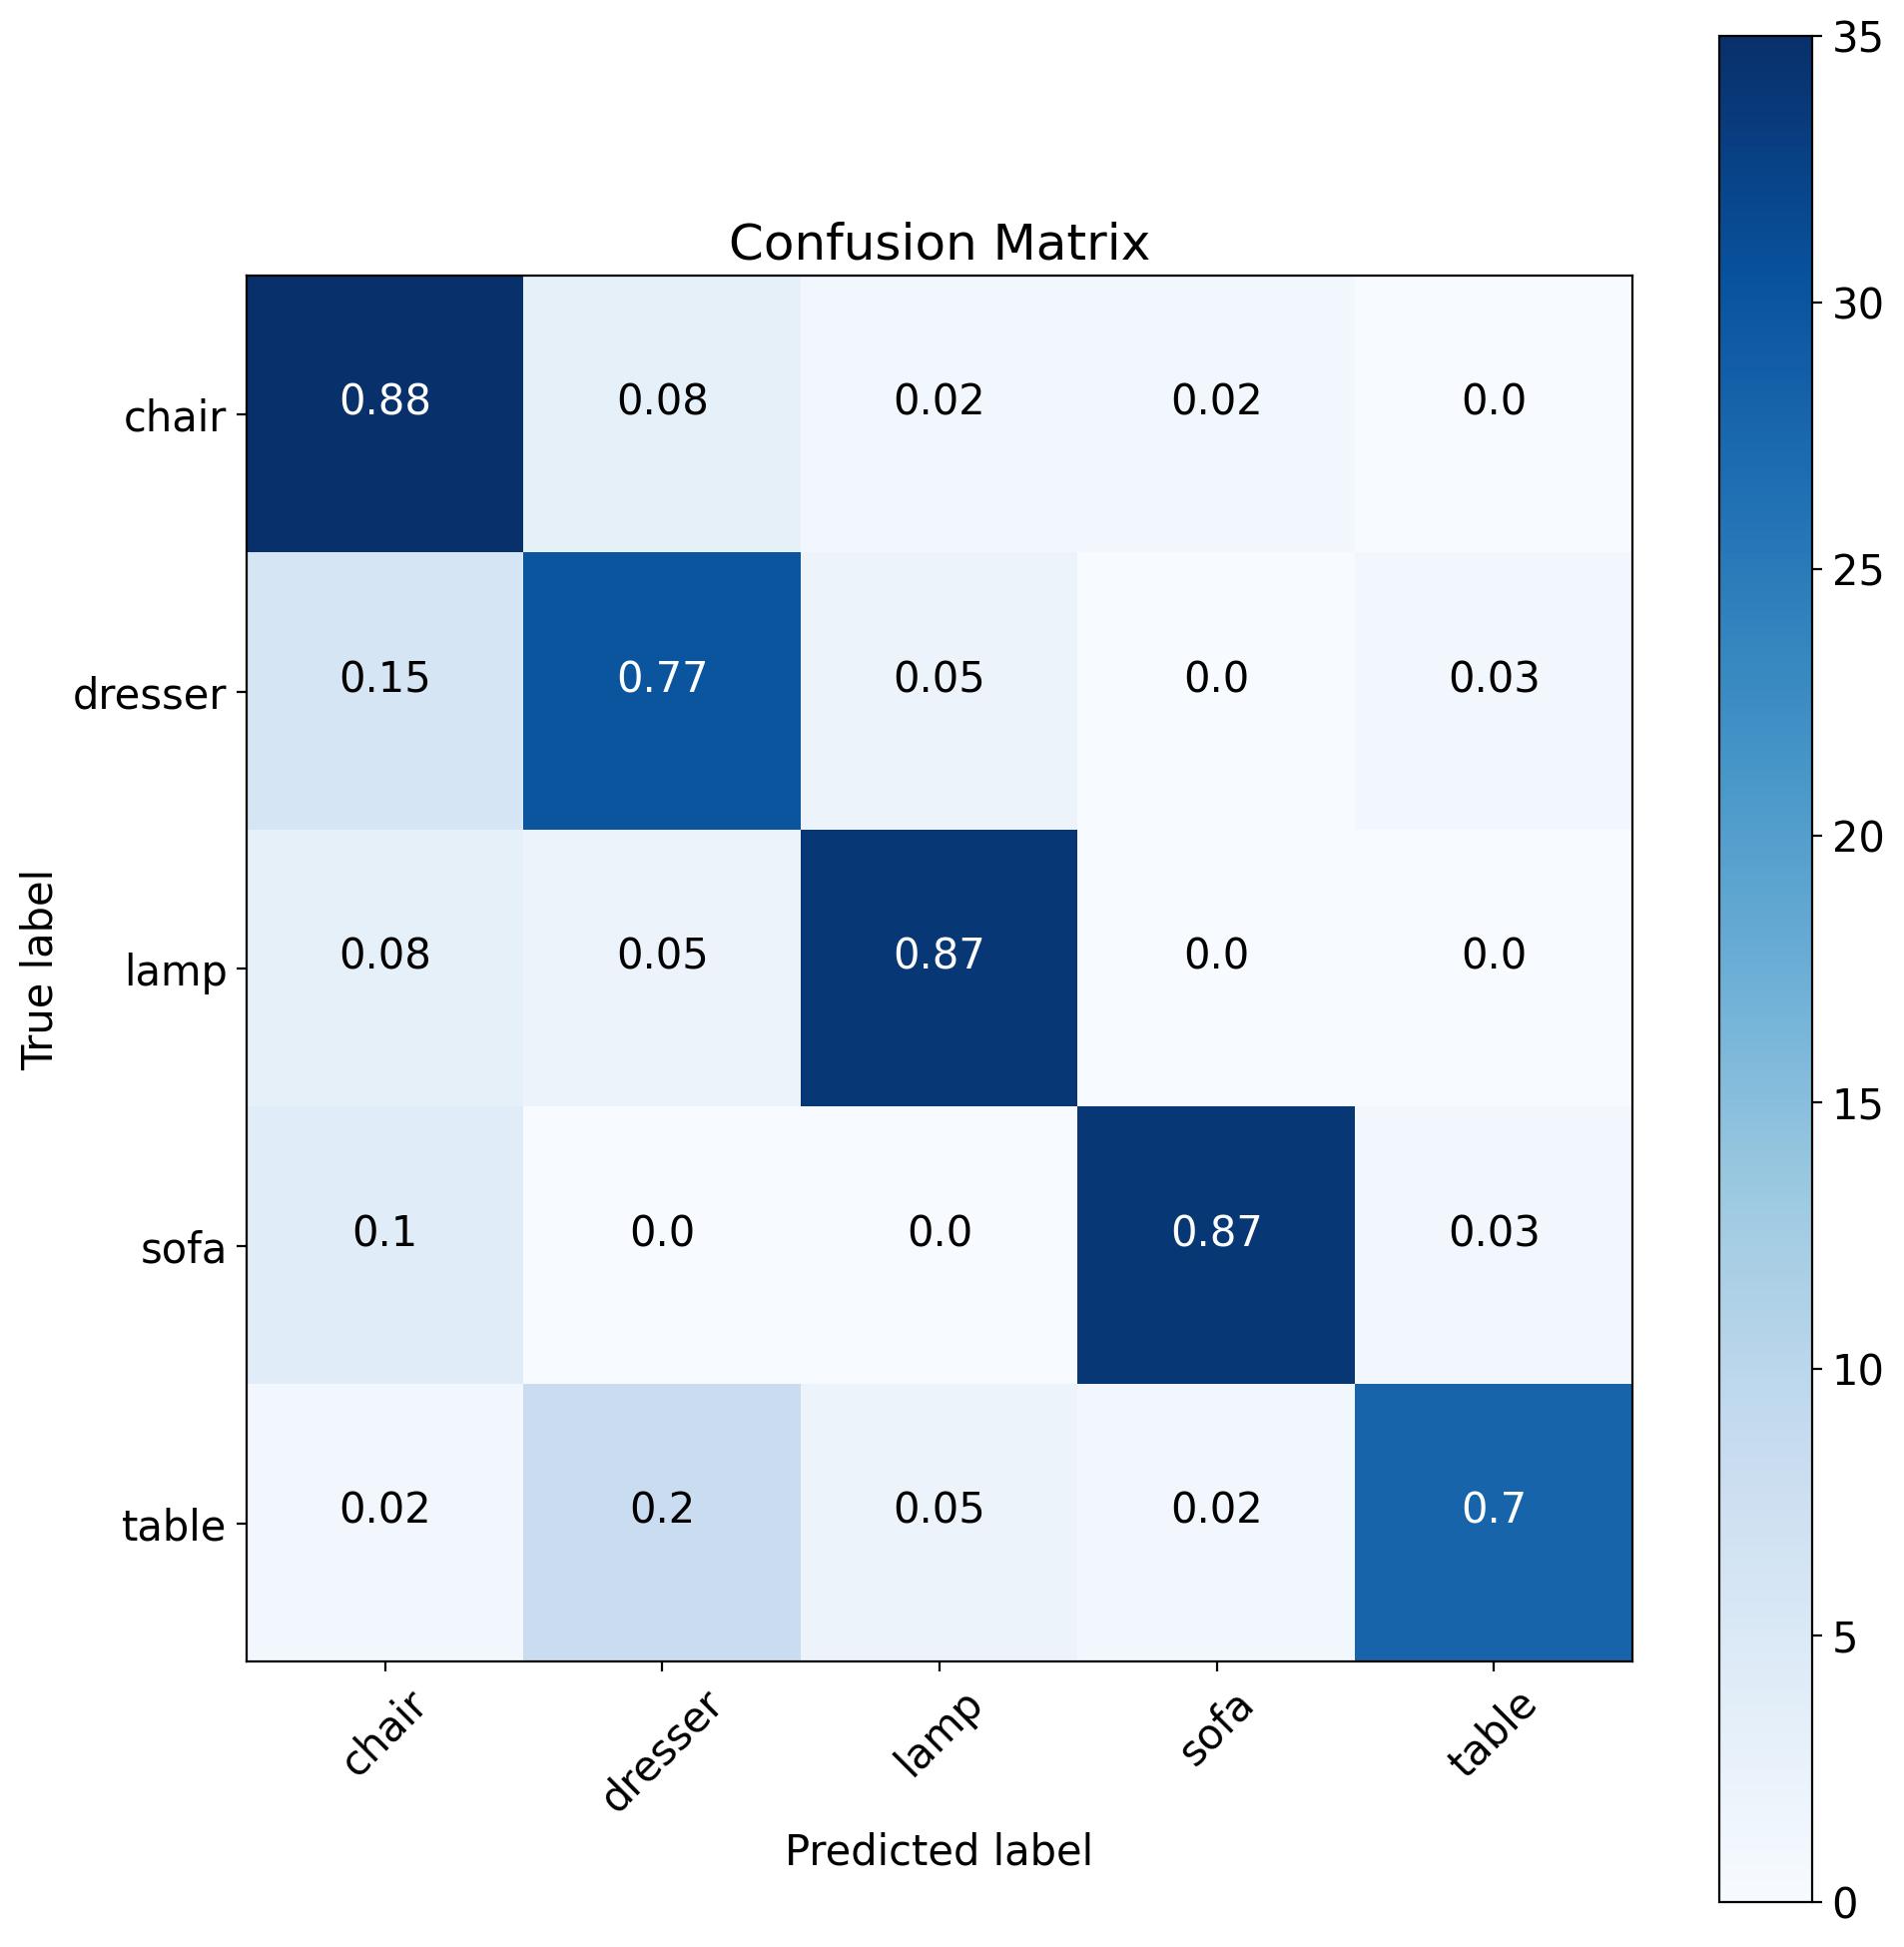 Confusion Matrix
chair 0.88 0.08 0.02 0.02 0.0
dresser 0.15 0.77 0.05 0.0 0.03
lamp 0.08 0.05 0.87 0.0 0.0
sofa 0.1 0.0 0.0 0.87 0.03
table 0.02 0.2 0.05 0.02 0.7
True label
chair dresser lamp sofa table
Predicted label
35
30
25
20
15
10
5
0